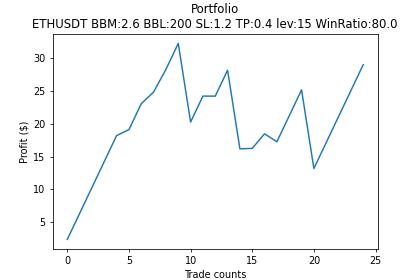 Portfolio
ETHUSDT BBM:2.6 BBL:200 SL:1.2 TP:0.4 lev:15 WinRatio:80.0
Profit ($)
30
25
20
15
10
5
0 5 10 15 20 25
Trade counts